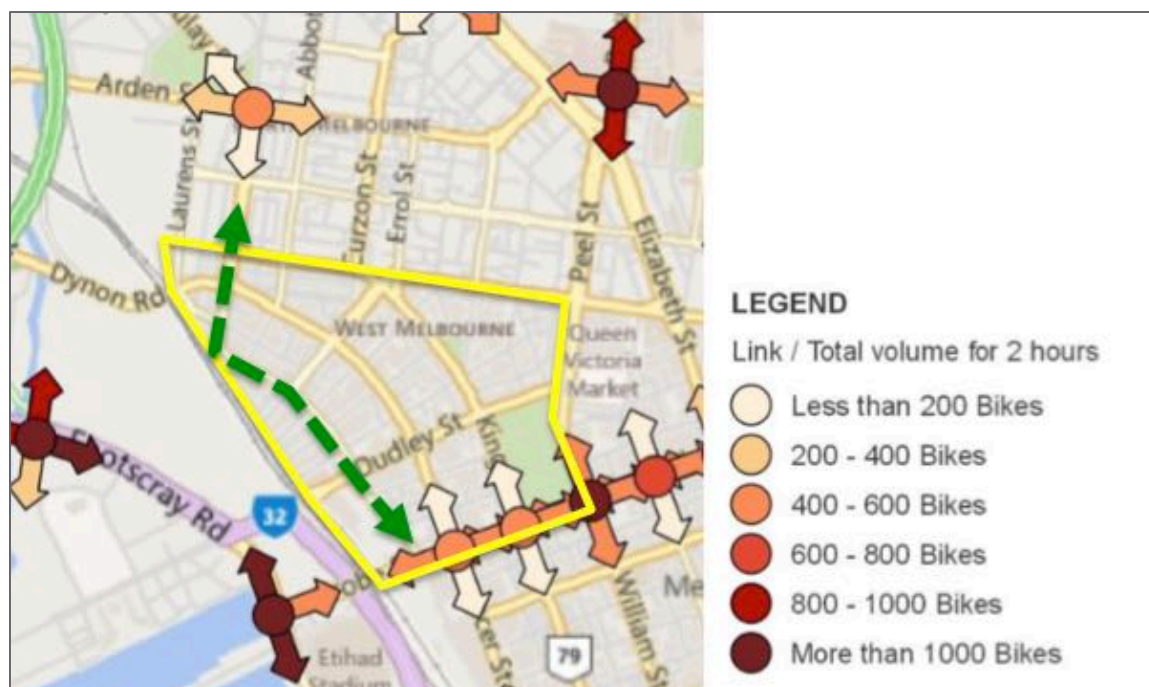 Arden S
Abbo
MELBOURNE
Laurens St
Curzon St
Errol St
Peel St
Elizabeth St
Dynon Rd
WEST MELBOURNE
Queen
Victoria
Market
Dudley St
King
Footscray Rd
32
William St
Me
cer St
79
Etihad
Stadium
LEGEND
Link / Total volume for 2 hours
Less than 200 Bikes
200 - 400 Bikes
400 - 600 Bikes
600 - 800 Bikes
800 - 1000 Bikes
More than 1000 Bikes